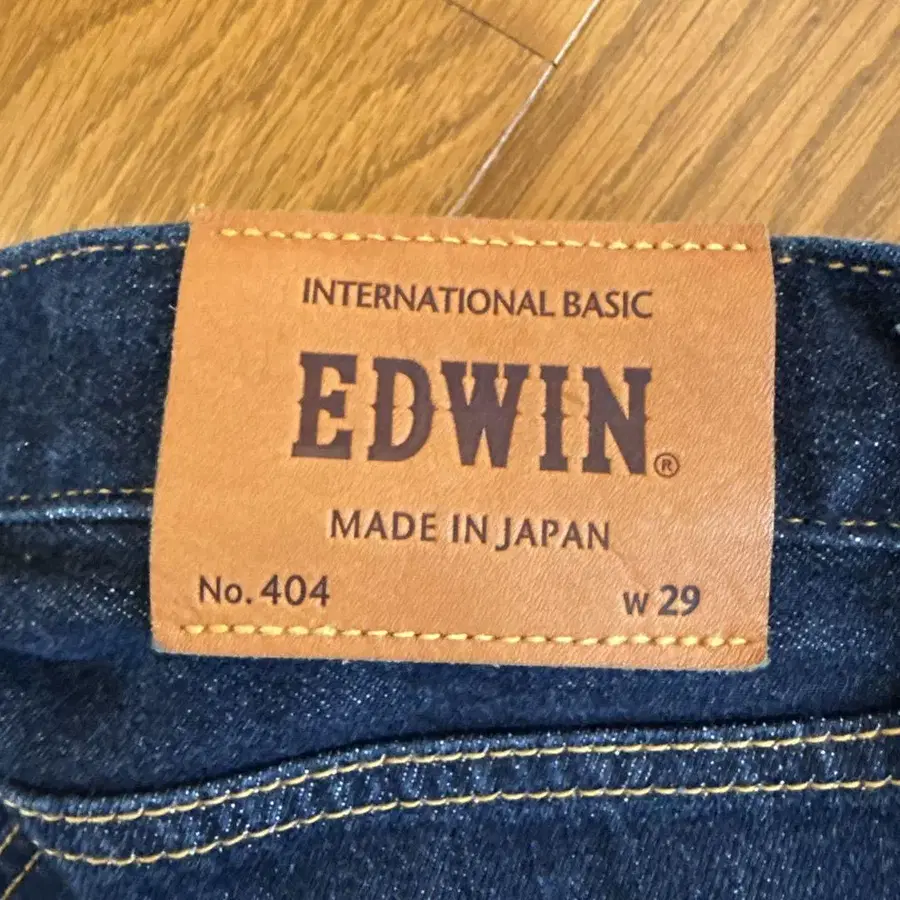 INTERNATIONAL BASIC
EDWIN®
MADE IN JAPAN
No. 404 W 29